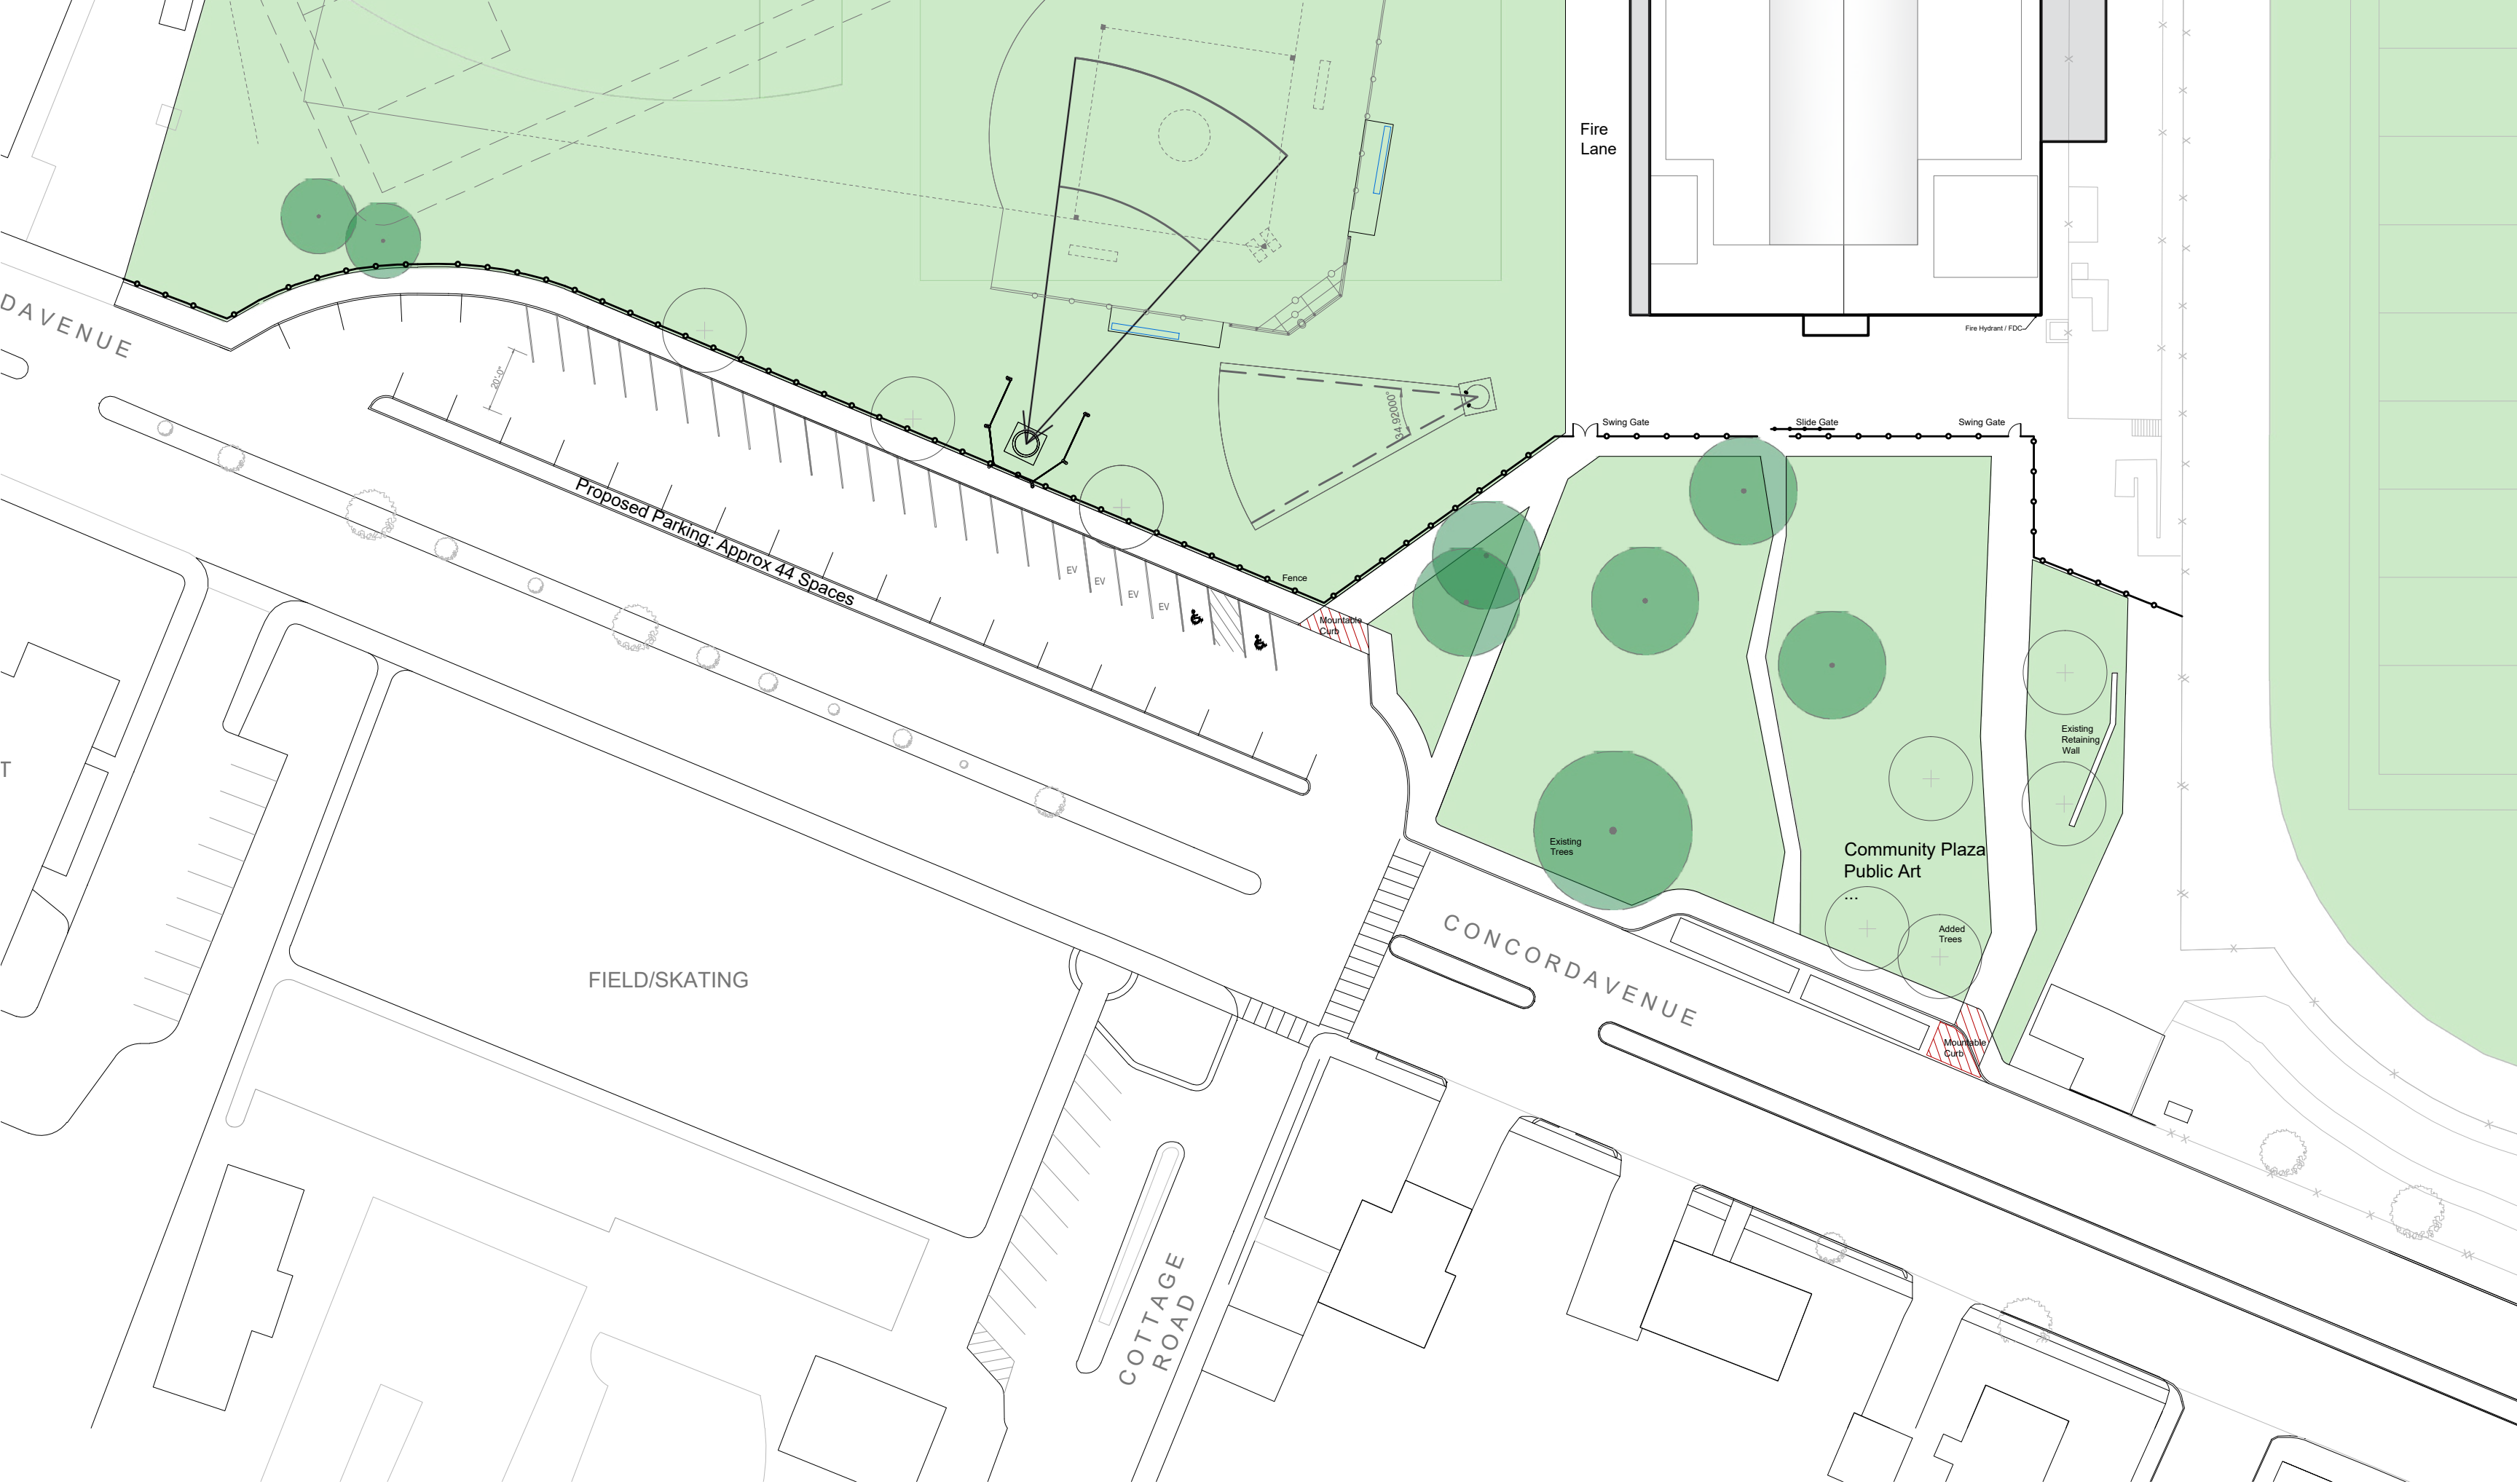 Fire
Lane
Fire Hydrant / FDC
DAVENUE
20'-0"
34.92000°
Swing Gate
Slide Gate
Swing Gate
Proposed Parking: Approx 44 Spaces
EV
EV
EV
EV
Fence
Mountable
Curb
Existing
Retaining
Wall
T
Existing
Trees
Community Plaza
Public Art
...
Added
Trees
CONCORDAVENUE
FIELD/SKATING
Mountable
Curb
COTTAGE
ROAD